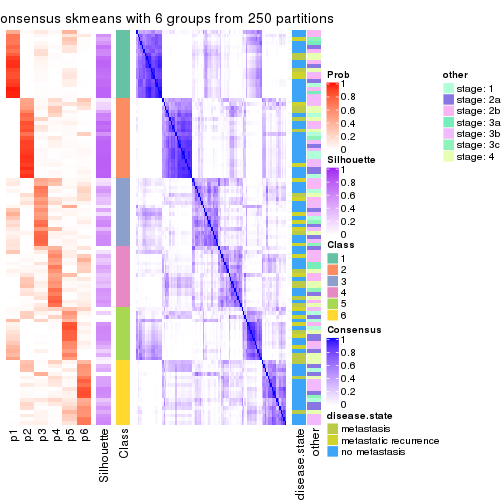 onsensus skmeans with 6 groups from 250 partitions
Prob
1
0.8
0.6
0.4
0.2
0
Silhouette
1
0.8
0.6
0.4
0.2
0
Class
1
2
3
4
5
6
Consensus
1
0.8
0.6
0.4
0.2
0
disease.state
metastasis
metastatic recurrence
no metastasis
other
stage: 1
stage: 2a
stage: 2b
stage: 3a
stage: 3b
stage: 3c
stage: 4
p1
p2
p3
p4
p5
p6
Silhouette
Class
disease.state
other